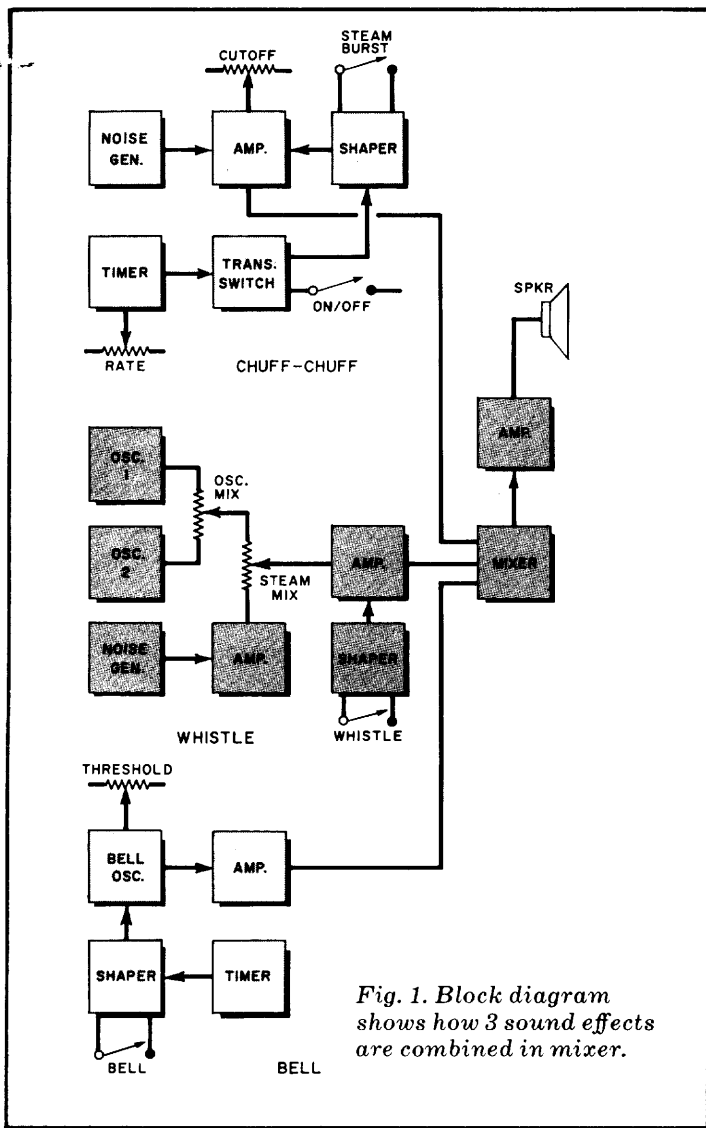 CUTOFF
STEAM
BURST
NOISE
GEN.
AMP.
SHAPER
TIMER
TRANS.
SWITCH
ON/OFF
RATE
CHUFF-CHUFF
SPKR
AMP.
OSC.
1
OSC.
MIX
OSC.
2
STEAM
MIX
AMP.
MIXER
NOISE
GEN.
AMP.
SHAPER
WHISTLE
WHISTLE
THRESHOLD
BELL
OSC.
AMP.
SHAPER
TIMER
BELL
BELL
Fig. 1. Block diagram
shows how 3 sound effects
are combined in mixer.